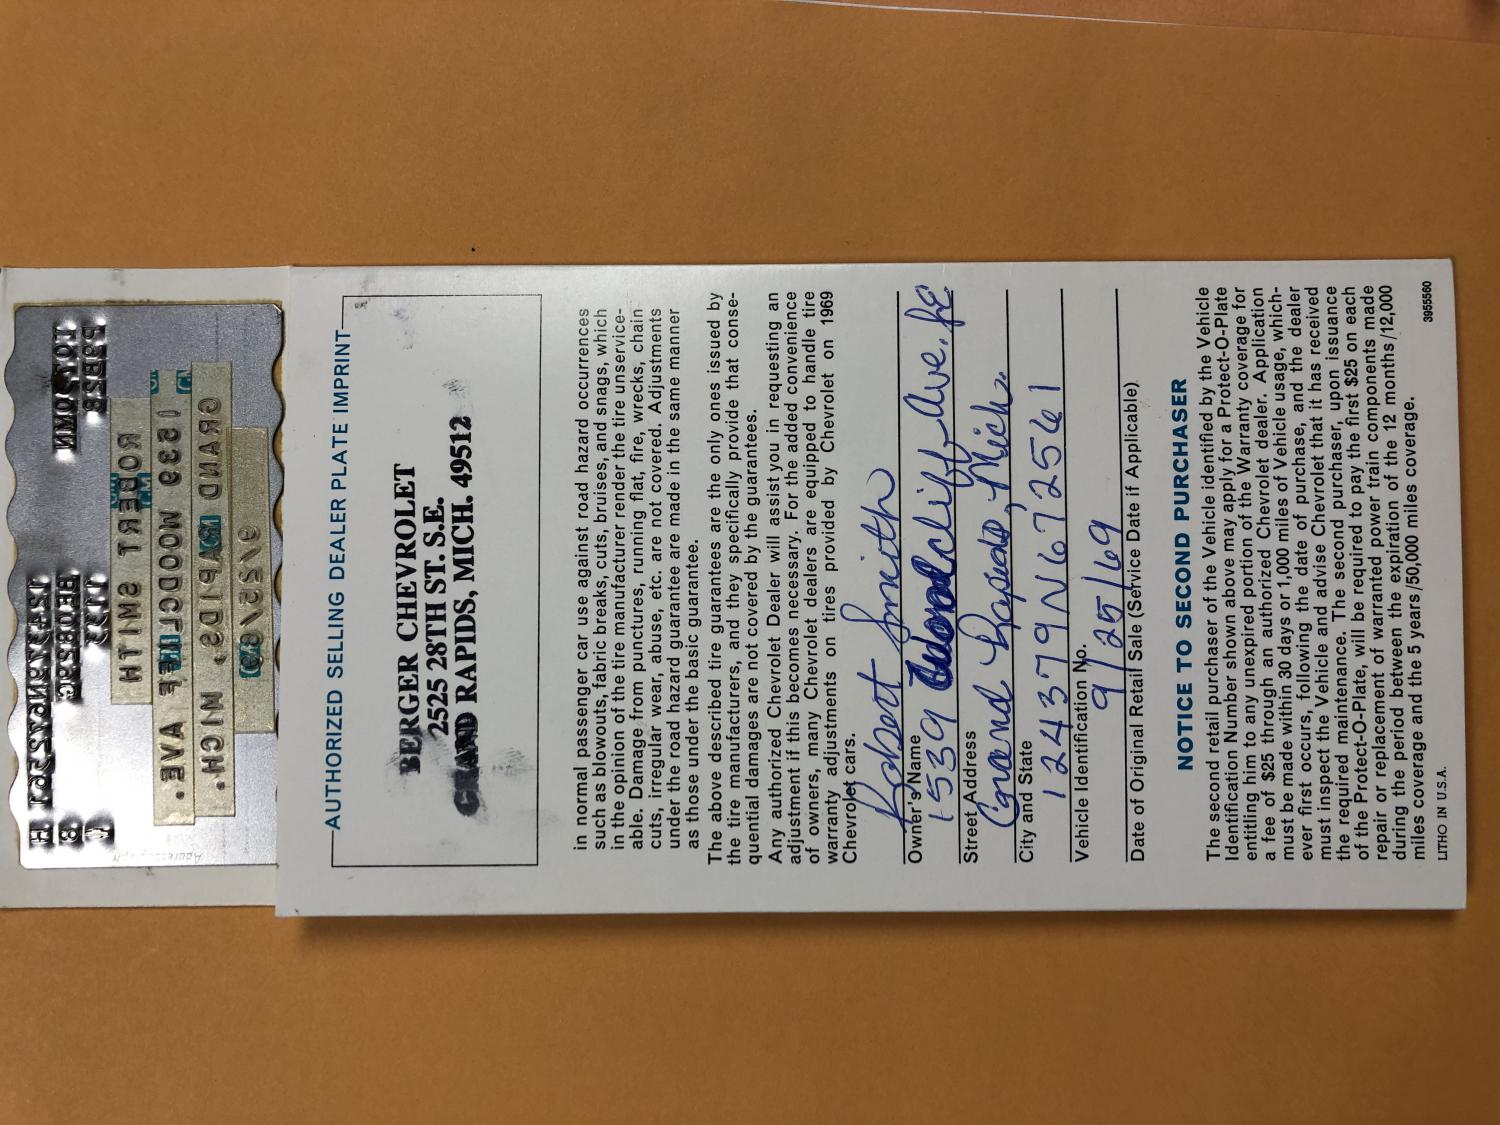 ROBERT SMITH
1539 WOODCLIFF AVE.
GRAND RAPIDS. MICH.
9/25/69
AUTHORIZED SELLING DEALER PLATE IMPRINT
BERGER CHEVROLET
2525 28TH ST. S.E.
GRAND RAPIDS, MICH. 49512
in normal passenger car use against road hazard occurrences
such as blowouts, fabric breaks, cuts, bruises, and snags, which
in the opinion of the tire manufacturer render the tire unservice-
able. Damage from punctures, running flat, fire, wrecks, chain
cuts, irregular wear, abuse, etc. are not covered. Adjustments
under the road hazard guarantee are made in the same manner
as those under the basic guarantee.
The above described tire guarantees are the only ones issued by
the tire manufacturers, and they specifically provide that conse-
quential damages are not covered by the guarantees.
Any authorized Chevrolet Dealer will assist you in requesting an
adjustment if this becomes necessary. For the added convenience
of owners, many Chevrolet dealers are equipped to handle tire
warranty adjustments on tires provided by Chevrolet on 1969
Chevrolet cars.
Robert Smith
Owner's Name
1539 Woodcliff Ave. SE
Street Address
Grand Rapids, Mich.
City and State
124379N672561
Vehicle Identification No.
9/25/69
Date of Original Retail Sale (Service Date if Applicable)
NOTICE TO SECOND PURCHASER
The second retail purchaser of the Vehicle identified by the Vehicle
Identification Number shown above may apply for a Protect-O-Plate
entitling him to any unexpired portion of the Warranty coverage for
a fee of $25 through an authorized Chevrolet dealer. Application
must be made within 30 days or 1,000 miles of Vehicle usage, which-
ever first occurs, following the date of purchase, and the dealer
must inspect the Vehicle and advise Chevrolet that it has received
the required maintenance. The second purchaser, upon issuance
of the Protect-O-Plate, will be required to pay the first $25 on each
repair or replacement of warranted power train components made
during the period between the expiration of the 12 months/12,000
miles coverage and the 5 years/50,000 miles coverage.
LITHO IN U.S.A.
3955560